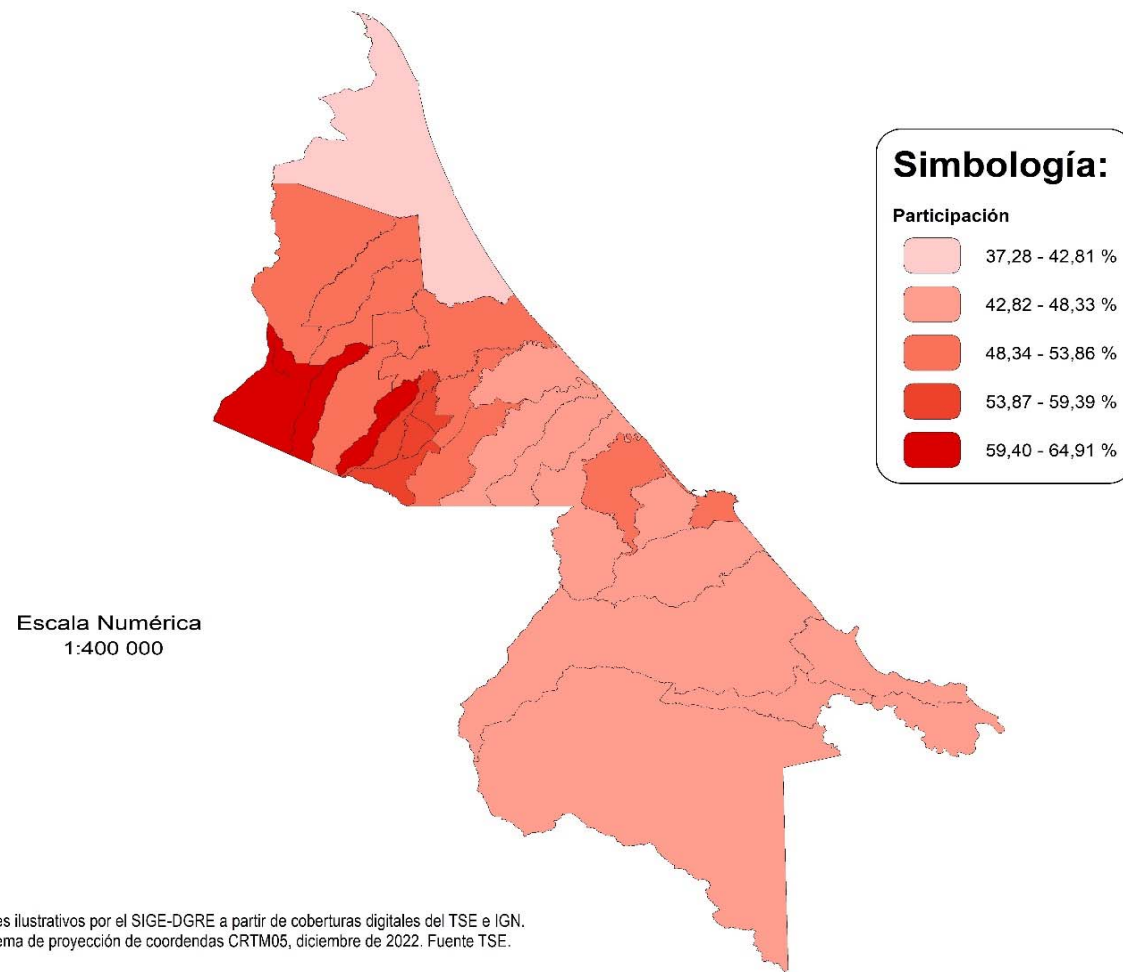 Simbología:
Participación
37,28 - 42,81 %
42,82 - 48,33 %
48,34 - 53,86 %
53,87 - 59,39 %
59,40 - 64,91 %
Escala Numérica
1:400 000
es ilustrativos por el SIGE-DGRE a partir de coberturas digitales del TSE e IGN.
ema de proyección de coordendas CRTM05, diciembre de 2022. Fuente TSE.